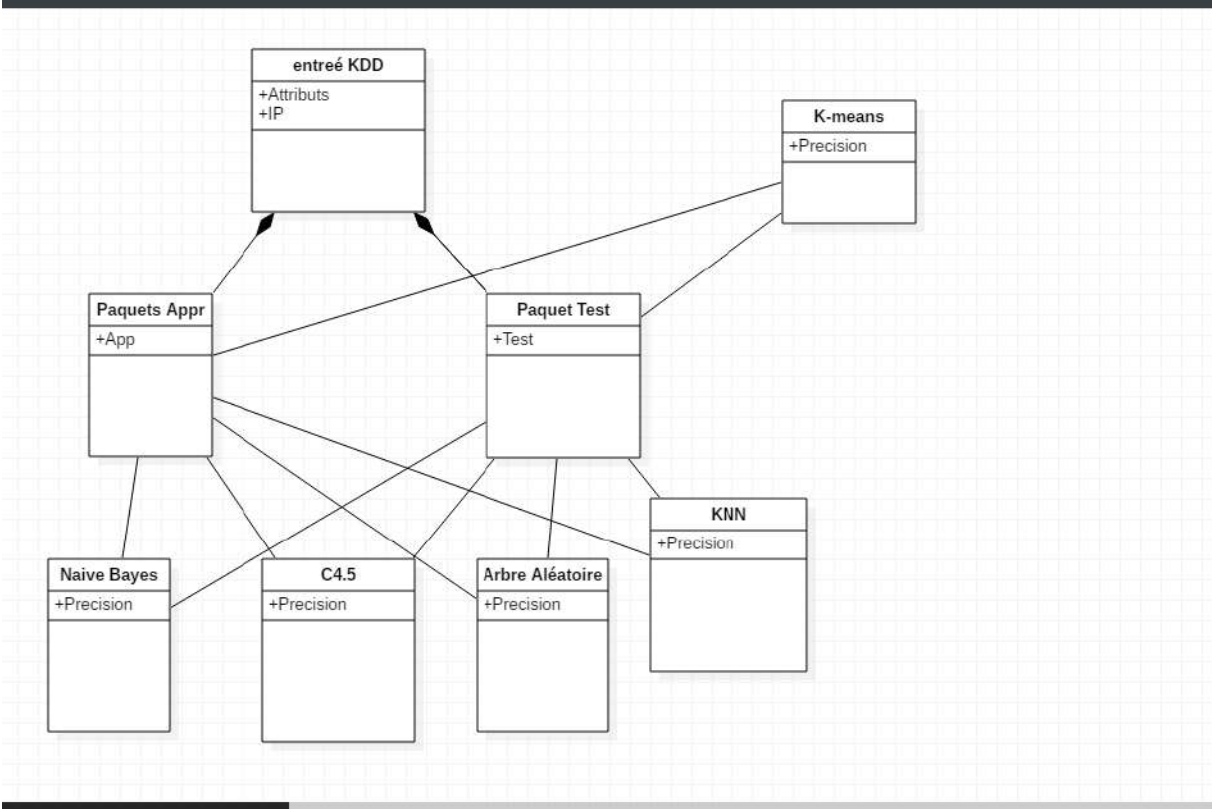 entreé KDD
+Attributs
+IP
K-means
+Precision
Paquets Appr
+App
Paquet Test
+Test
KNN
+Precision
Naive Bayes
+Precision
C4.5
+Precision
Arbre Aléatoire
+Precision